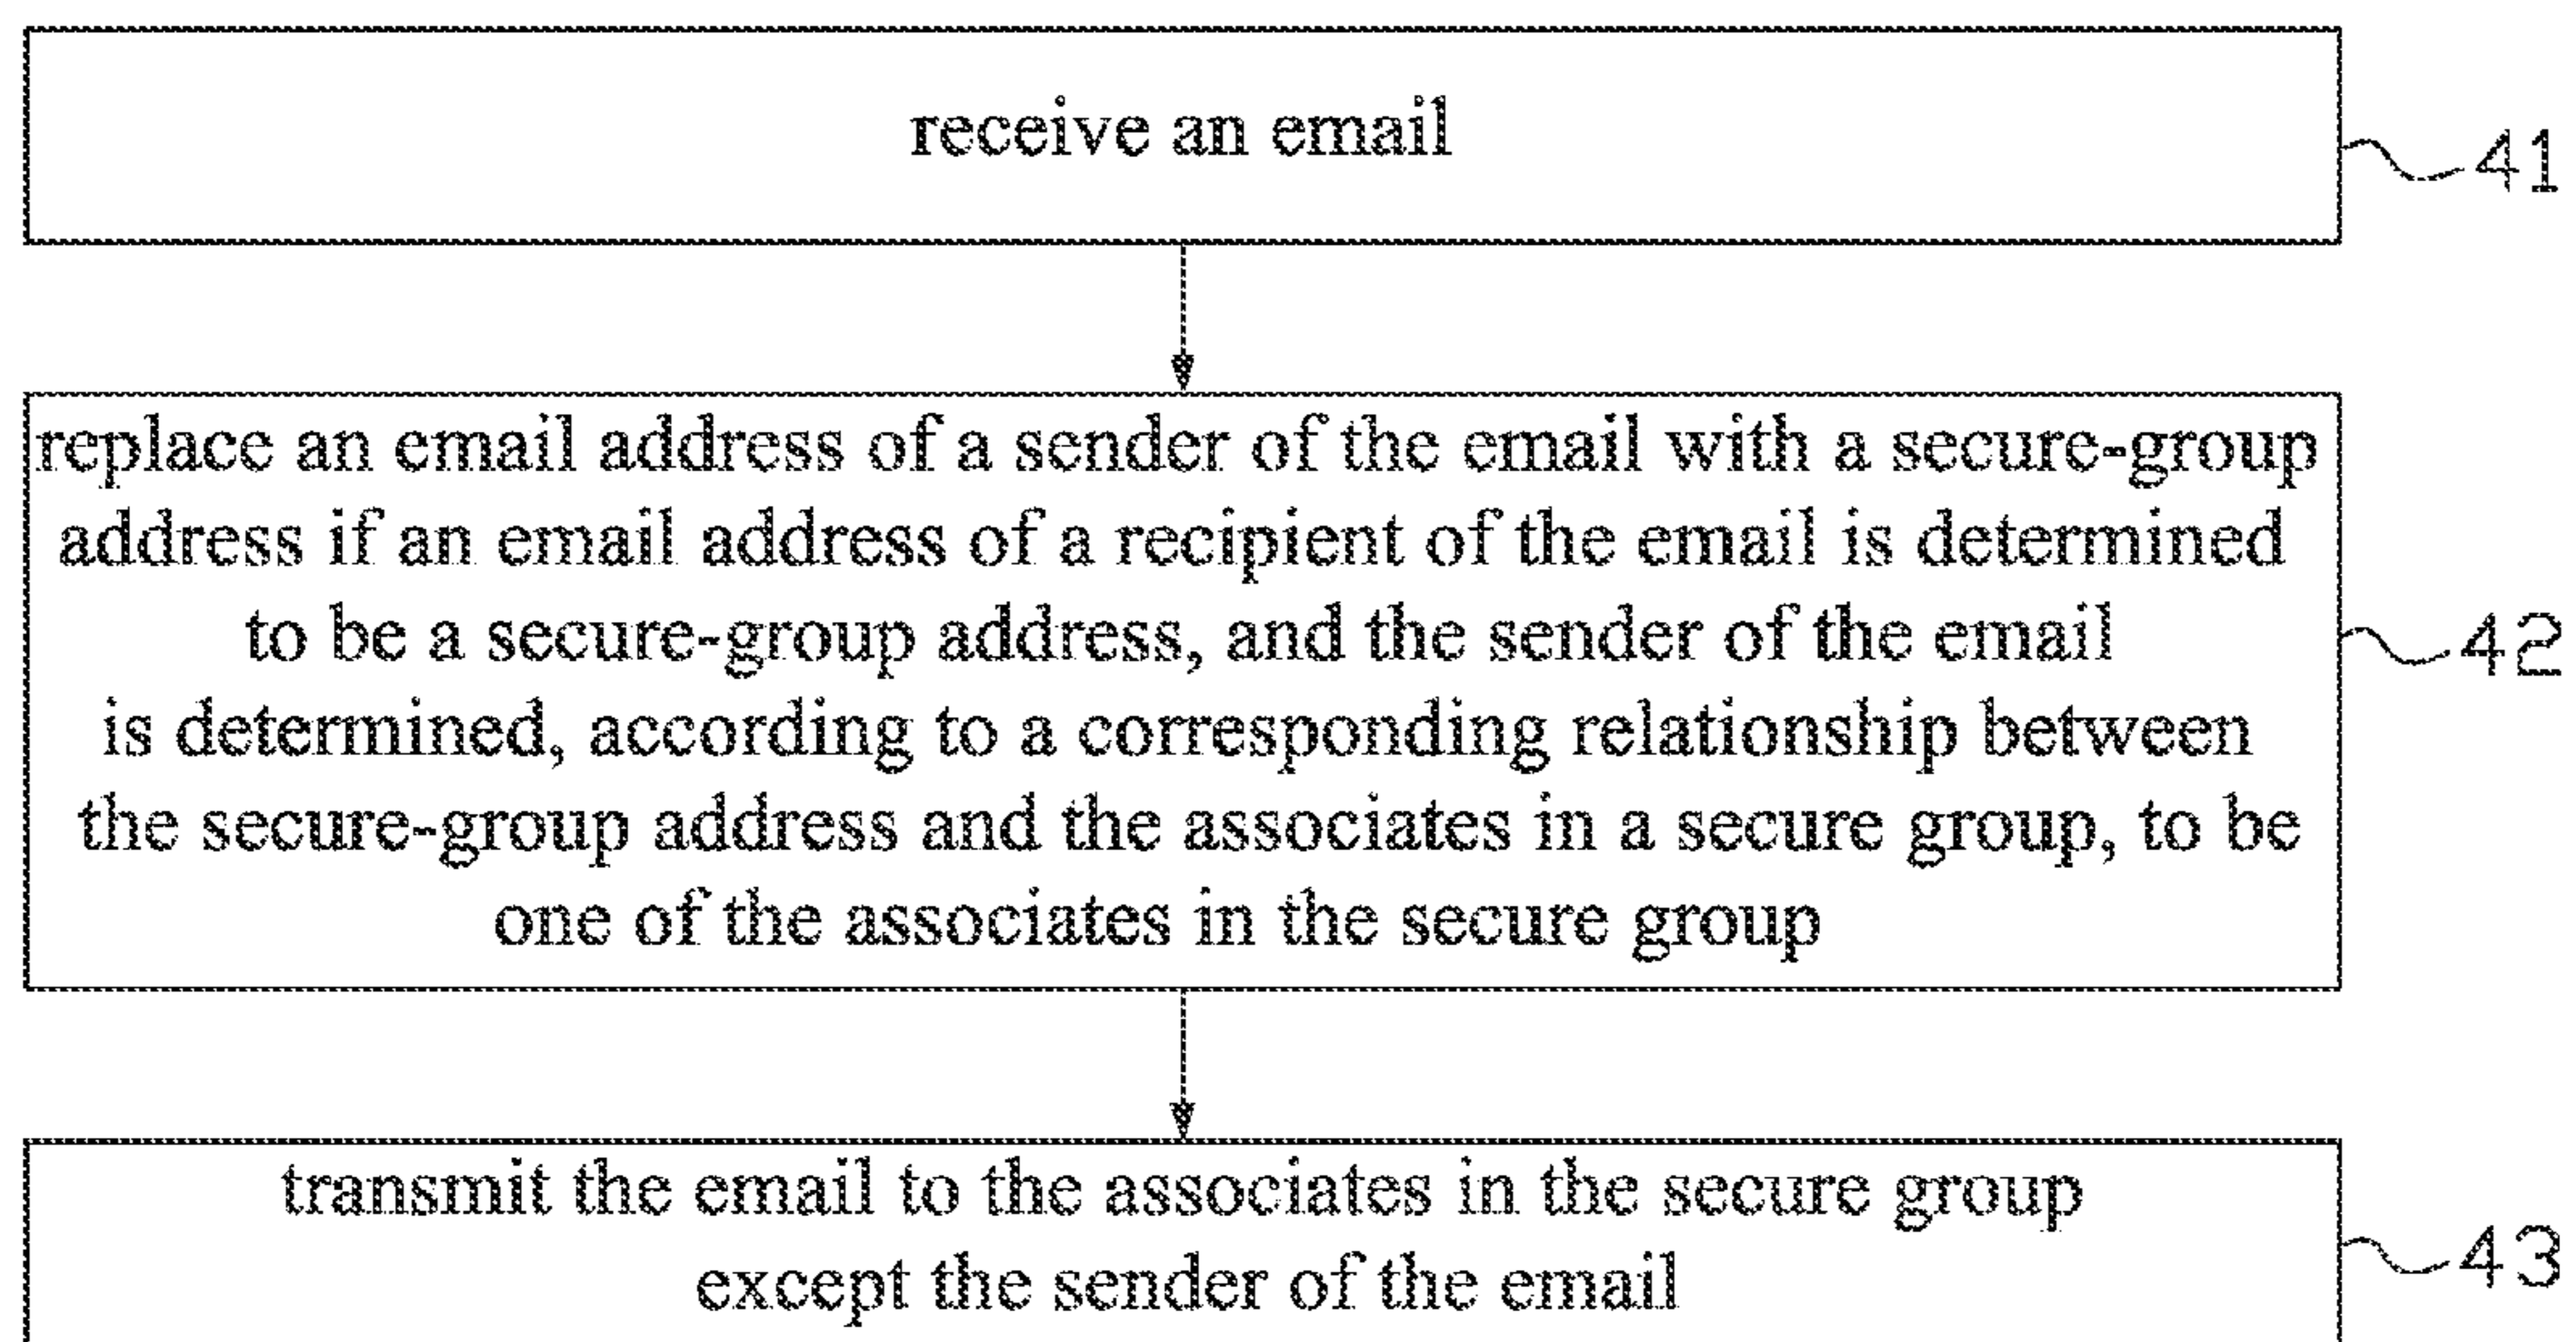 receive an email
41
replace an email address of a sender of the email with a secure-group
address if an email address of a recipient of the email is determined
to be a secure-group address, and the sender of the email
42
is determined, according to a corresponding relationship between
the secure-group address and the associates in a secure group, to be
one of the associates in the secure group
transmit the email to the associates in the secure group
43
except the sender of the email